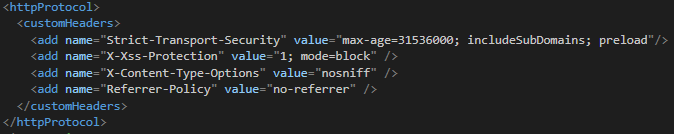 <httpProtocol>
<customHeaders>
<add name="Strict-Transport-Security" value="max-age=31536000; includeSubDomains; preload"/>
<add name="X-Xss-Protection" value="1; mode=block" />
<add name="X-Content-Type-Options" value="nosniff" />
<add name="Referrer-Policy" value="no-referrer" />
</customHeaders>
</httpProtocol>